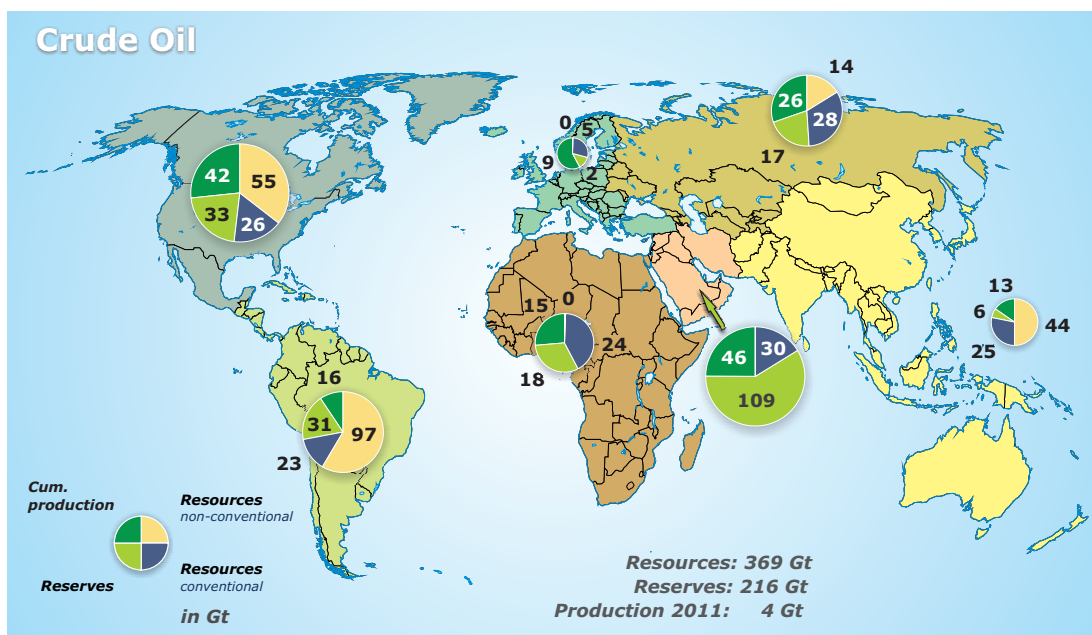 Crude Oil
14
26
28
17
0
5
9
2
42
55
33
26
13
6
44
25
15
0
24
18
46
30
109
16
31
97
23
Cum.
production
Resources
non-conventional
Reserves
Resources
conventional
in Gt
Resources: 369 Gt
Reserves: 216 Gt
Production 2011: 4 Gt